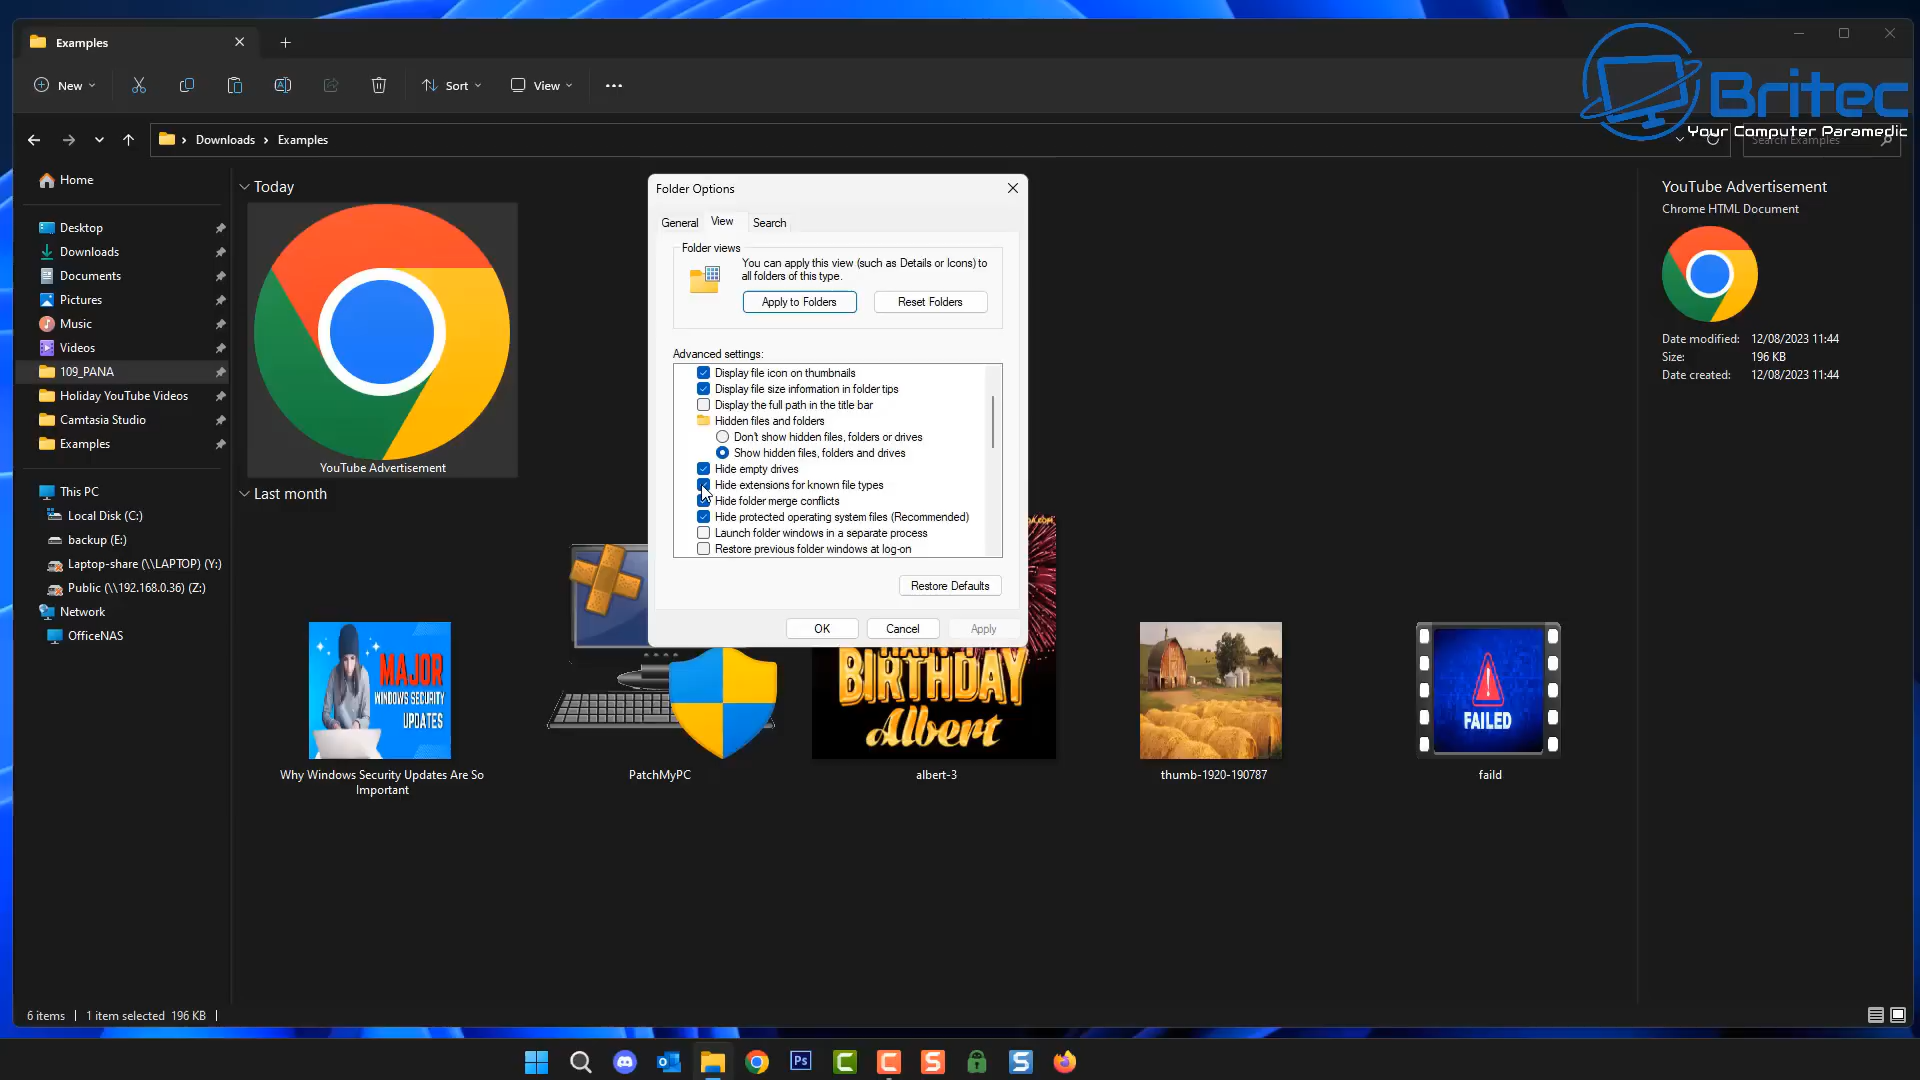 Examples
Britec
Your Computer Paramedic
New
Sort
View
Downloads
Examples
Search Examples
Home
Desktop
Downloads
Documents
Pictures
Music
Videos
109_PANA
Holiday YouTube Videos
Camtasia Studio
Examples
This PC
Local Disk (C:)
backup (E:)
Laptop-share (\\LAPTOP) (Y:)
Public (\\192.168.0.36) (Z:)
Network
OfficeNAS
Today
YouTube Advertisement
Last month
Folder Options
General
View
Search
Folder views
You can apply this view (such as Details or Icons) to
all folders of this type.
Apply to Folders
Reset Folders
Advanced settings:
Display file icon on thumbnails
Display file size information in folder tips
Display the full path in the title bar
Hidden files and folders
Don't show hidden files, folders or drives
Show hidden files, folders and drives
Hide empty drives
Hide extensions for known file types
Hide folder merge conflicts
Hide protected operating system files (Recommended)
Launch folder windows in a separate process
Restore previous folder windows at log-on
Restore Defaults
OK
Cancel
Apply
YouTube Advertisement
Chrome HTML Document
Date modified: 12/08/2023 11:44
Size: 196 KB
Date created: 12/08/2023 11:44
MAJOR
WINDOWS SECURITY
UPDATES
BIRTHDAY
Albert
FAILED
Why Windows Security Updates Are So
Important
PatchMyPC
albert-3
thumb-1920-190787
faild
6 items
1 item selected 196 KB
Ps